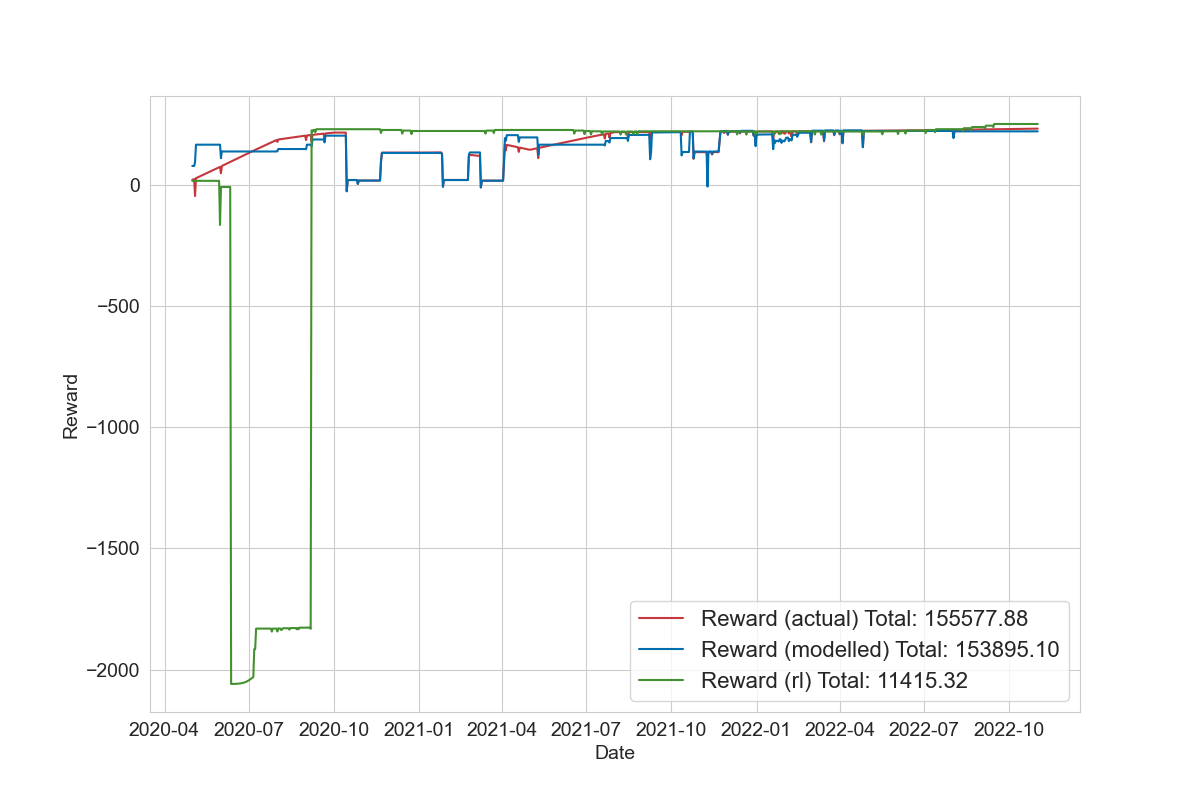 0
−500
−1000
−1500
−2000
Reward
Reward (actual) Total: 155577.88
Reward (modelled) Total: 153895.10
Reward (rl) Total: 11415.32
2020-04 2020-07 2020-10 2021-01 2021-04 2021-07 2021-10 2022-01 2022-04 2022-07 2022-10
Date